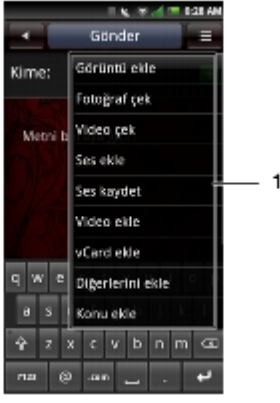 8:28 AM
Gönder
Kime:
Görüntü ekle
Fotoğraf çek
Metni b
Video çek
Ses ekle
Ses kaydet
1
Video ekle
vCard ekle
Diğerlerini ekle
Konu ekle
q w e
a s
z x c v b n m
@ .com .